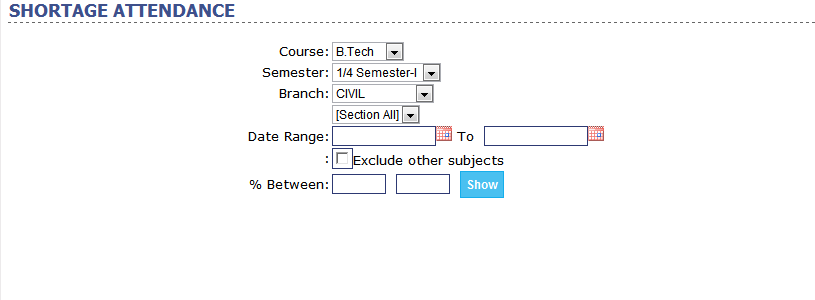 SHORTAGE ATTENDANCE
Course: B.Tech
Semester: 1/4 Semester-I
Branch: CIVIL
[Section All]
Date Range: To
: Exclude other subjects
% Between: Show